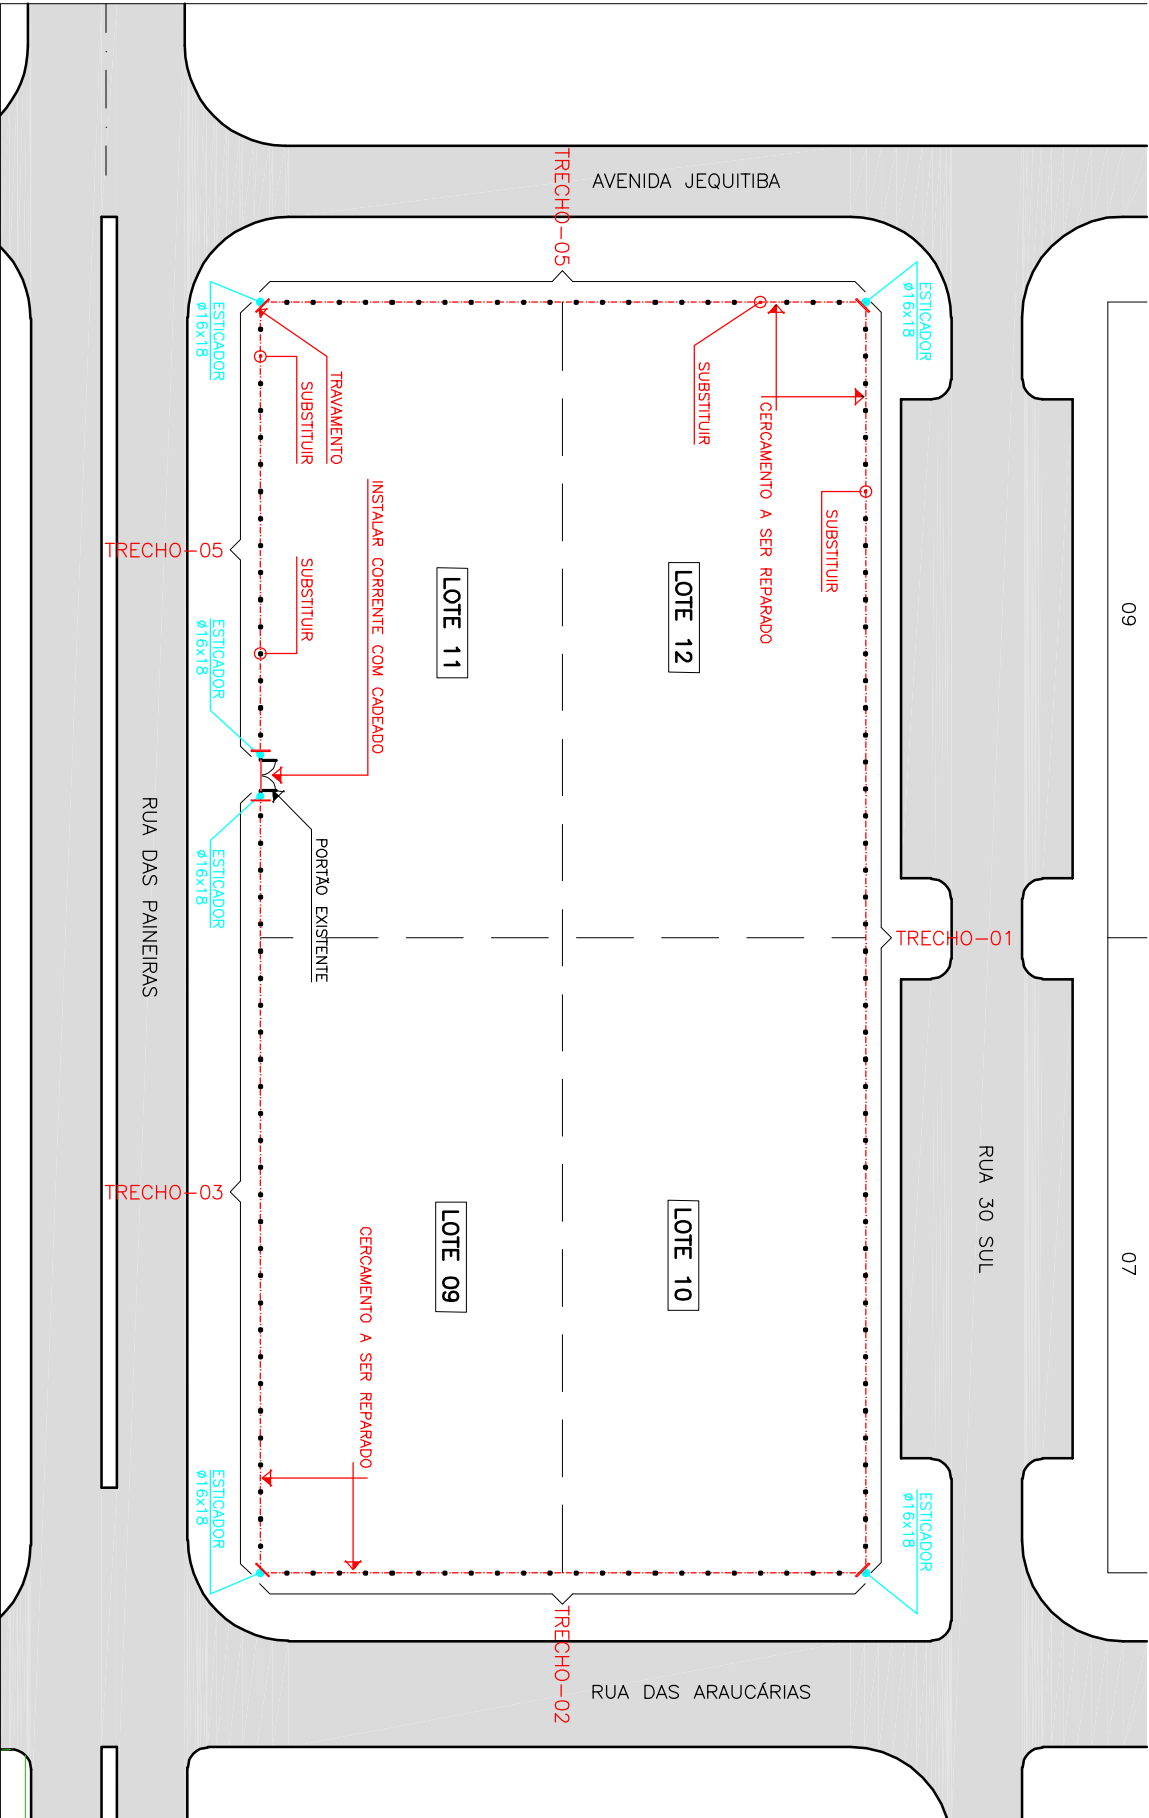 AVENIDA JEQUITIBA
TRECHO-05
ESTICADOR
ø16x18
ESTICADOR
ø16x18
SUBSTITUIR
CERCAMENTO A SER REPARADO
SUBSTITUIR
TRAVAMENTO
SUBSTITUIR
INSTALAR CORRENTE COM CADEADO
TRECHO-05
SUBSTITUIR
LOTE 11
LOTE 12
09
ESTICADOR
ø16x18
RUA DAS PAINEIRAS
ESTICADOR
ø16x18
PORTÃO EXISTENTE
TRECHO-01
RUA 30 SUL
TRECHO-03
LOTE 09
LOTE 10
07
CERCAMENTO A SER REPARADO
ESTICADOR
ø16x18
ESTICADOR
ø16x18
TRECHO-02
RUA DAS ARAUCÁRIAS